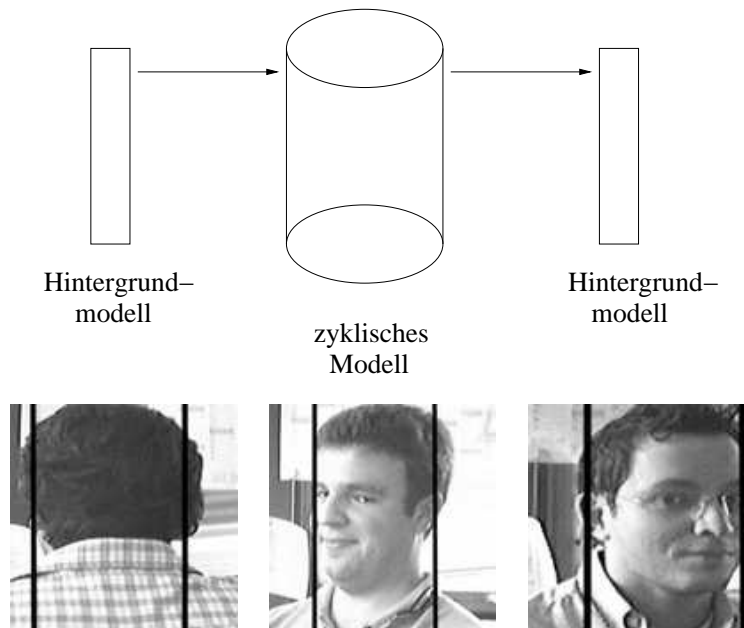 Hintergrund–
modell
zyklisches
Modell
Hintergrund–
modell